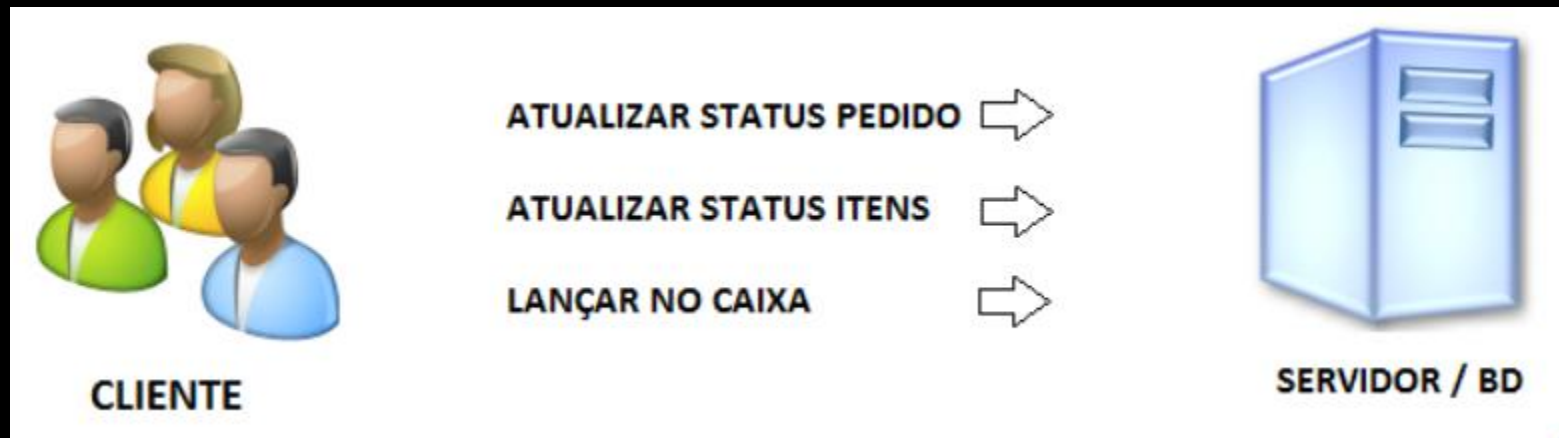 ATUALIZAR STATUS PEDIDO
ATUALIZAR STATUS ITENS
LANÇAR NO CAIXA
CLIENTE
SERVIDOR / BD